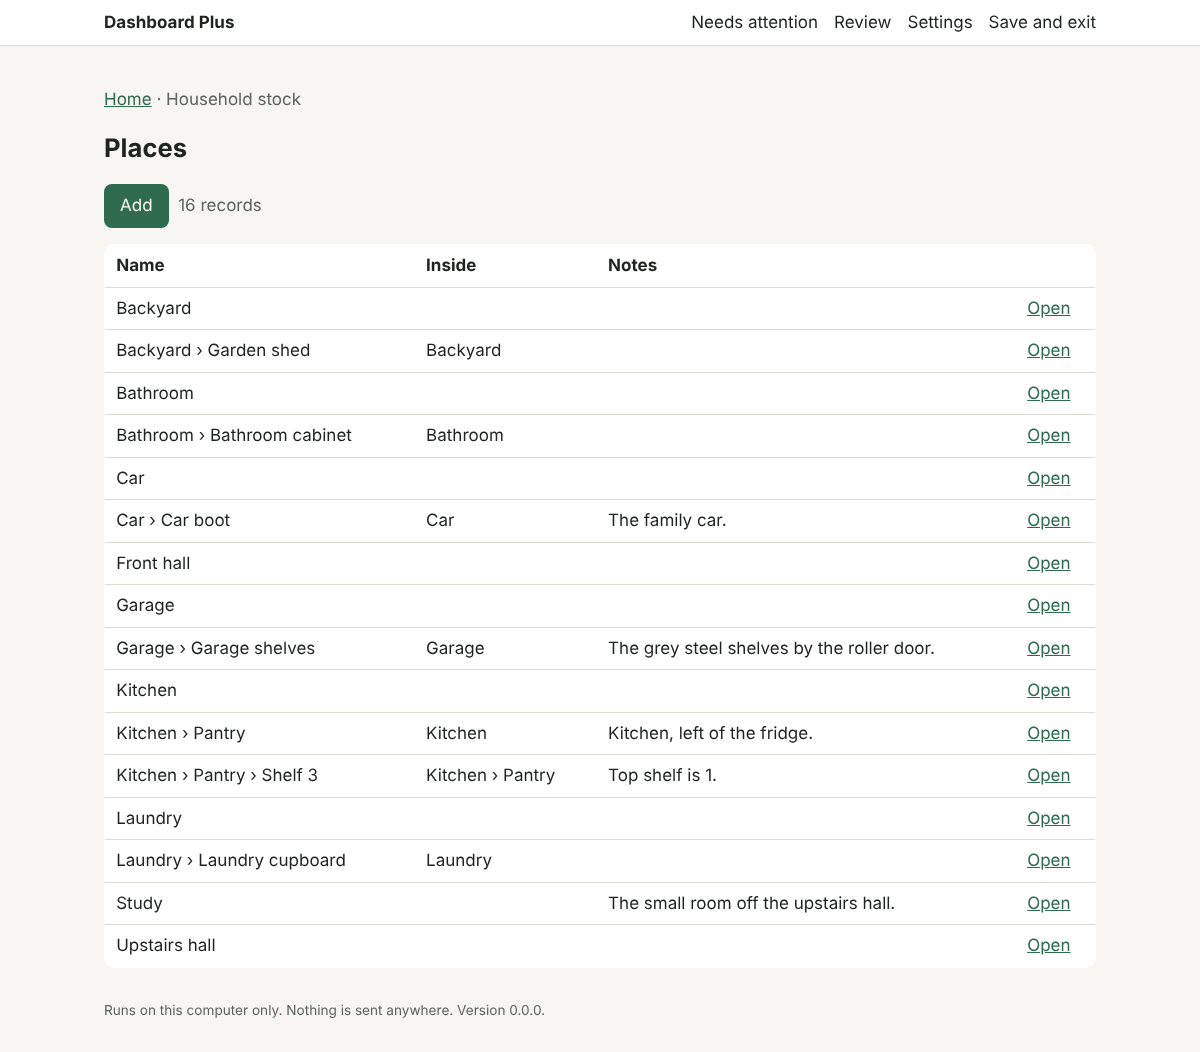 Dashboard Plus Needs attention Review Settings Save and exit
Home · Household stock
Places
Add 16 records
Name Inside Notes
Backyard Open
Backyard › Garden shed Backyard Open
Bathroom Open
Bathroom › Bathroom cabinet Bathroom Open
Car Open
Car › Car boot Car The family car. Open
Front hall Open
Garage Open
Garage › Garage shelves Garage The grey steel shelves by the roller door. Open
Kitchen Open
Kitchen › Pantry Kitchen Kitchen, left of the fridge. Open
Kitchen › Pantry › Shelf 3 Kitchen › Pantry Top shelf is 1. Open
Laundry Open
Laundry › Laundry cupboard Laundry Open
Study The small room off the upstairs hall. Open
Upstairs hall Open
Runs on this computer only. Nothing is sent anywhere. Version 0.0.0.